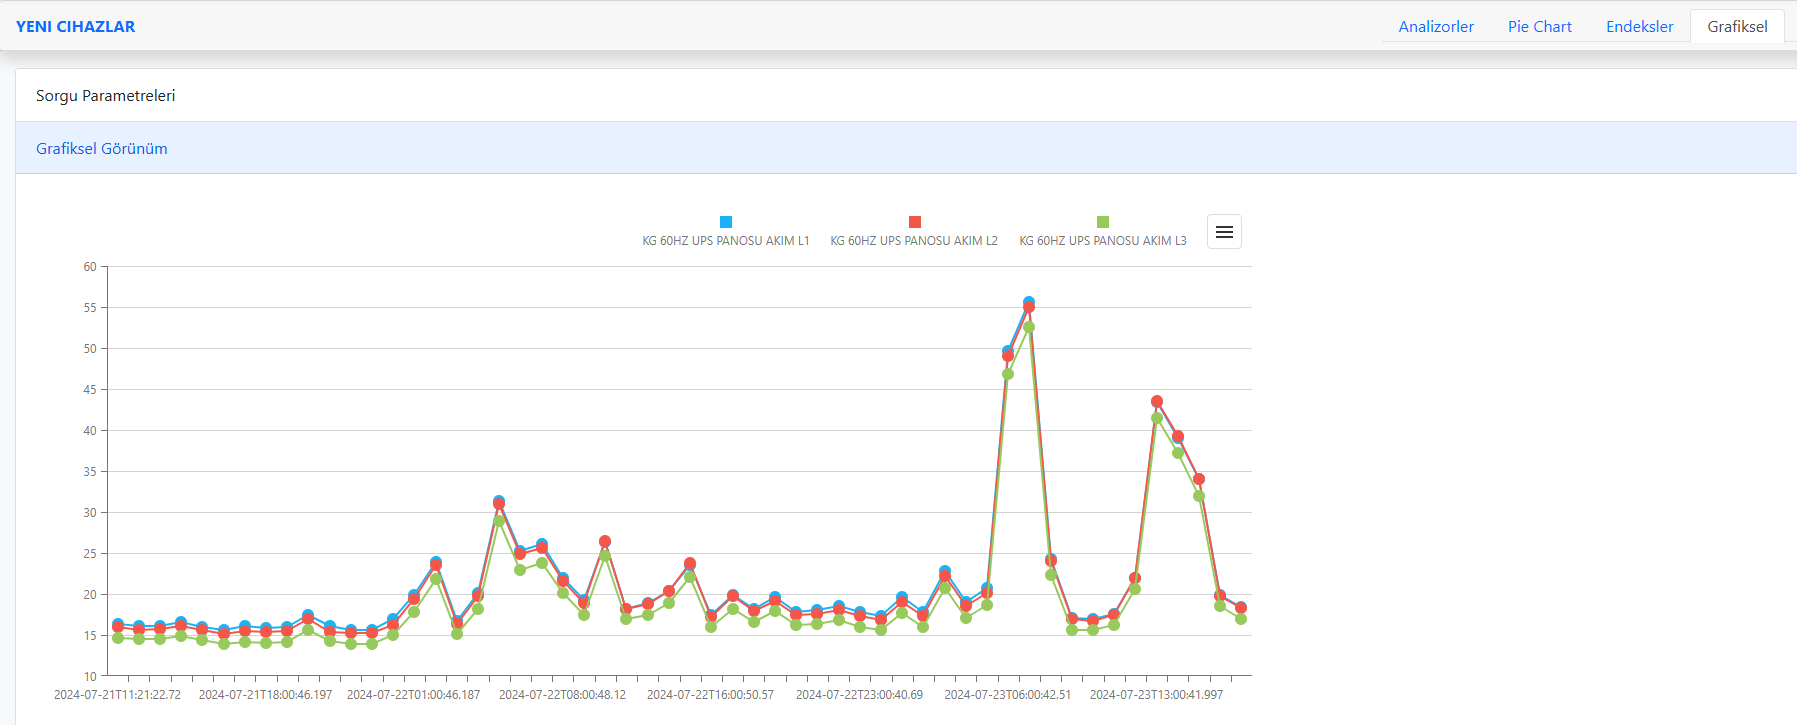 YENI CIHAZLAR
Analizorler
Pie Chart
Endeksler
Grafiksel
Sorgu Parametreleri
Grafiksel Görünüm
KG 60HZ UPS PANOSU AKIM L1
KG 60HZ UPS PANOSU AKIM L2
KG 60HZ UPS PANOSU AKIM L3
60
55
50
45
40
35
30
25
20
15
10
2024-07-21T11:21:22.72
2024-07-21T18:00:46.197
2024-07-22T01:00:46.187
2024-07-22T08:00:48.12
2024-07-22T16:00:50.57
2024-07-22T23:00:40.69
2024-07-23T06:00:42.51
2024-07-23T13:00:41.997